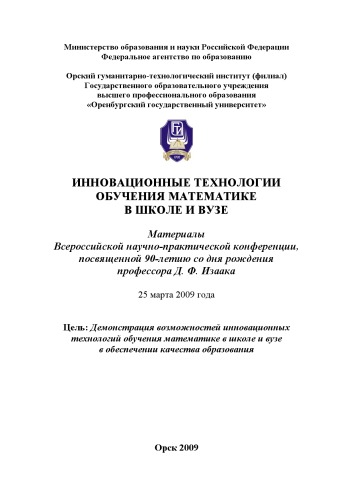 Министерство образования и науки Российской Федерации
Федеральное агентство по образованию
Орский гуманитарно-технологический институт (филиал)
Государственного образовательного учреждения
высшего профессионального образования
«Оренбургский государственный университет»
ИННОВАЦИОННЫЕ ТЕХНОЛОГИИ
ОБУЧЕНИЯ МАТЕМАТИКЕ
В ШКОЛЕ И ВУЗЕ
Материалы
Всероссийской научно-практической конференции,
посвященной 90-летию со дня рождения
профессора Д. Ф. Изаака
25 марта 2009 года
Цель: Демонстрация возможностей инновационных
технологий обучения математике в школе и вузе
в обеспечении качества образования
Орск 2009